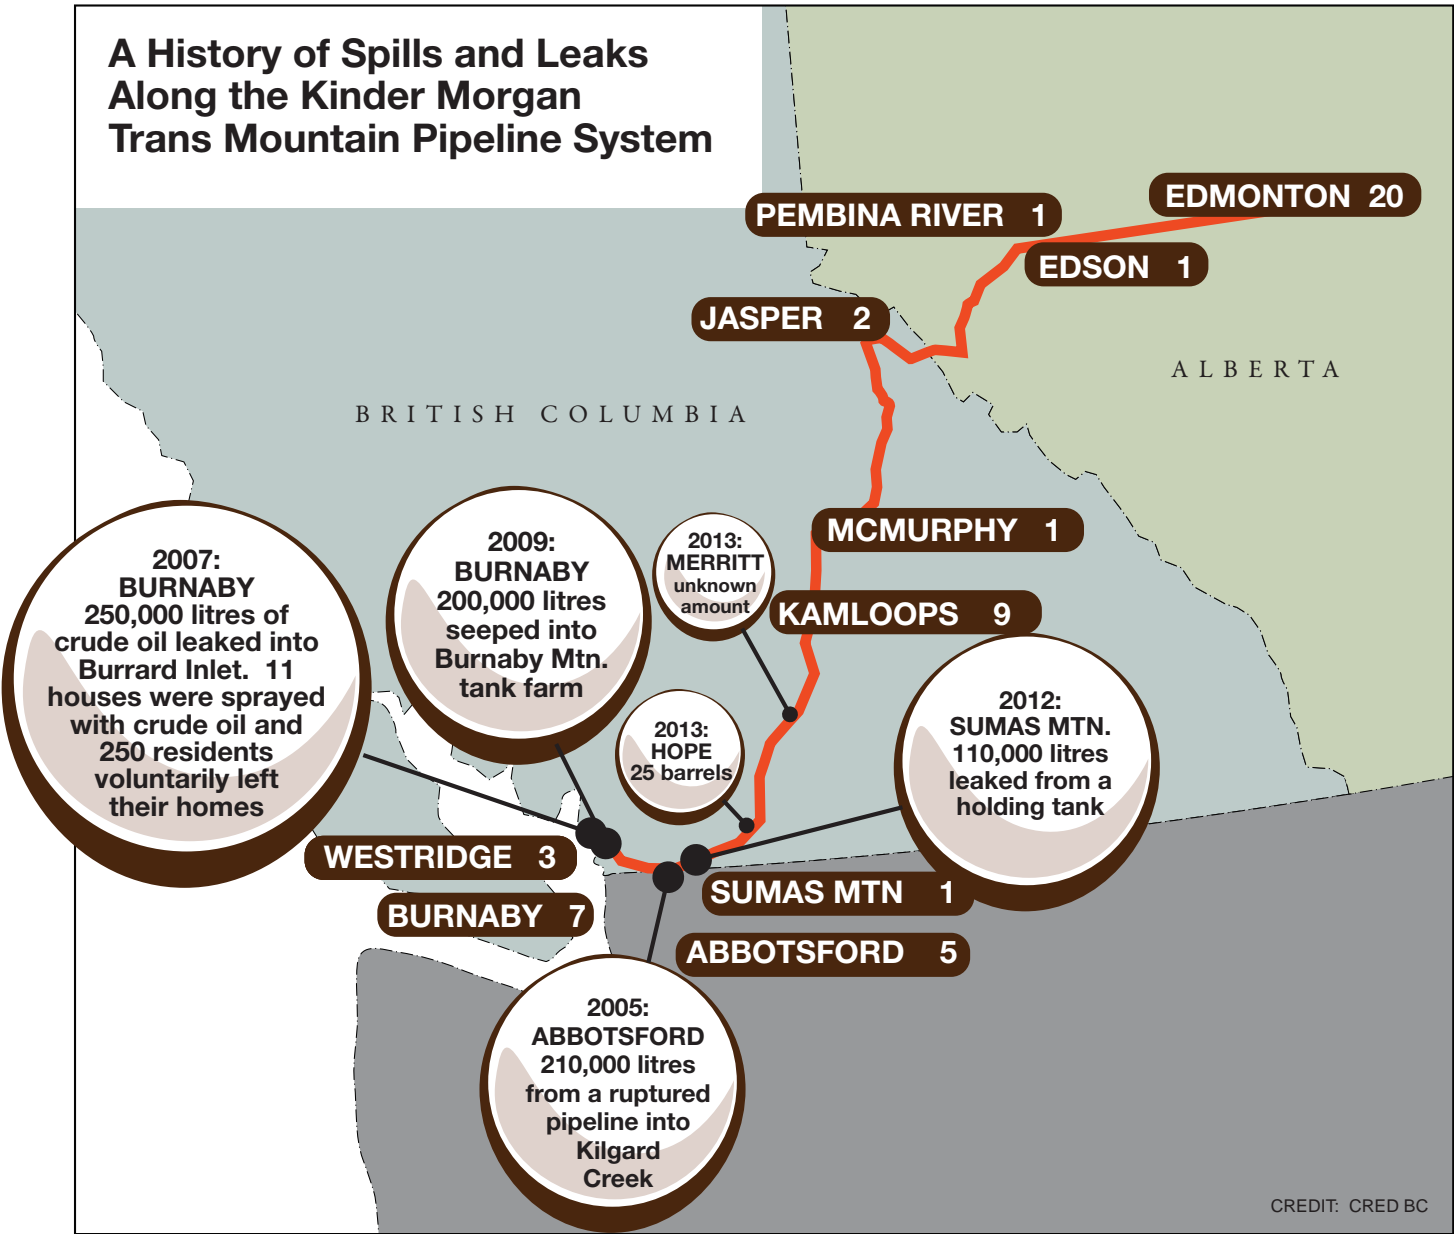 A History of Spills and Leaks
Along the Kinder Morgan
Trans Mountain Pipeline System
EDMONTON 20
PEMBINA RIVER 1
EDSON 1
JASPER 2
ALBERTA
BRITISH COLUMBIA
MCMURPHY 1
2007:
BURNABY
250,000 litres of
crude oil leaked into
Burrard Inlet. 11
houses were sprayed
with crude oil and
250 residents
voluntarily left
their homes
2009:
BURNABY
200,000 litres
seeped into
Burnaby Mtn.
tank farm
2013:
MERRITT
unknown
amount
KAMLOOPS 9
2013:
HOPE
25 barrels
2012:
SUMAS MTN.
110,000 litres
leaked from a
holding tank
WESTRIDGE 3
BURNABY 7
SUMAS MTN 1
ABBOTSFORD 5
2005:
ABBOTSFORD
210,000 litres
from a ruptured
pipeline into
Kilgard
Creek
CREDIT: CRED BC